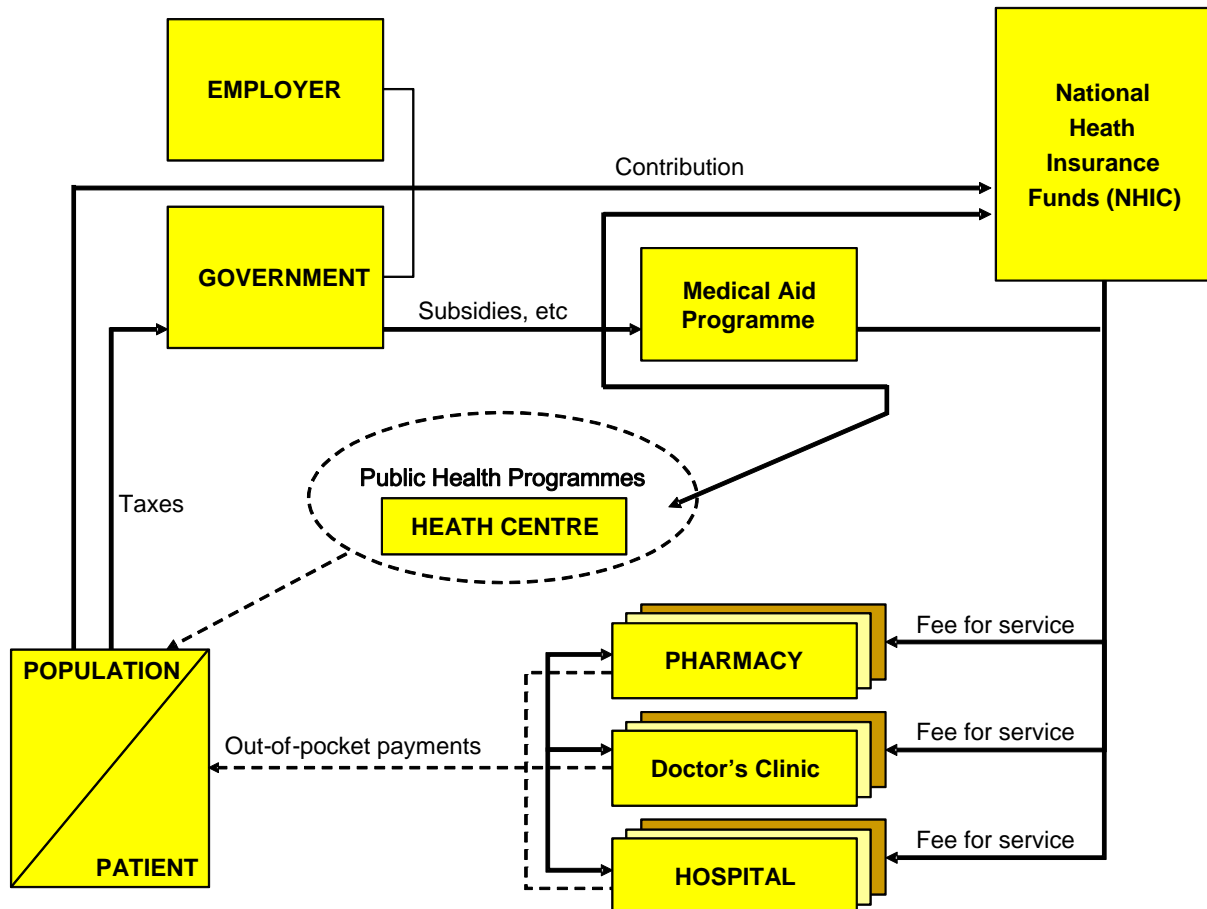 EMPLOYER
National
Heath
Insurance
Funds (NHIC)
Contribution
GOVERNMENT
Subsidies, etc
Medical Aid
Programme
Taxes
Public Health Programmes
HEATH CENTRE
POPULATION
PATIENT
Out-of-pocket payments
PHARMACY
Fee for service
Doctor’s Clinic
Fee for service
HOSPITAL
Fee for service